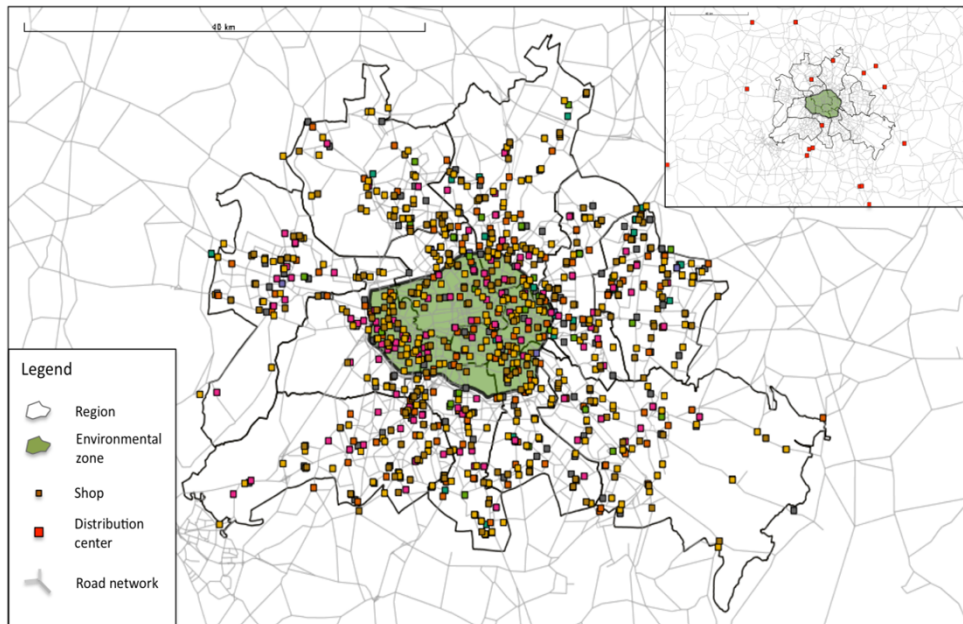 40 km
Legend
Region
Environmental
zone
Shop
Distribution
center
Road network